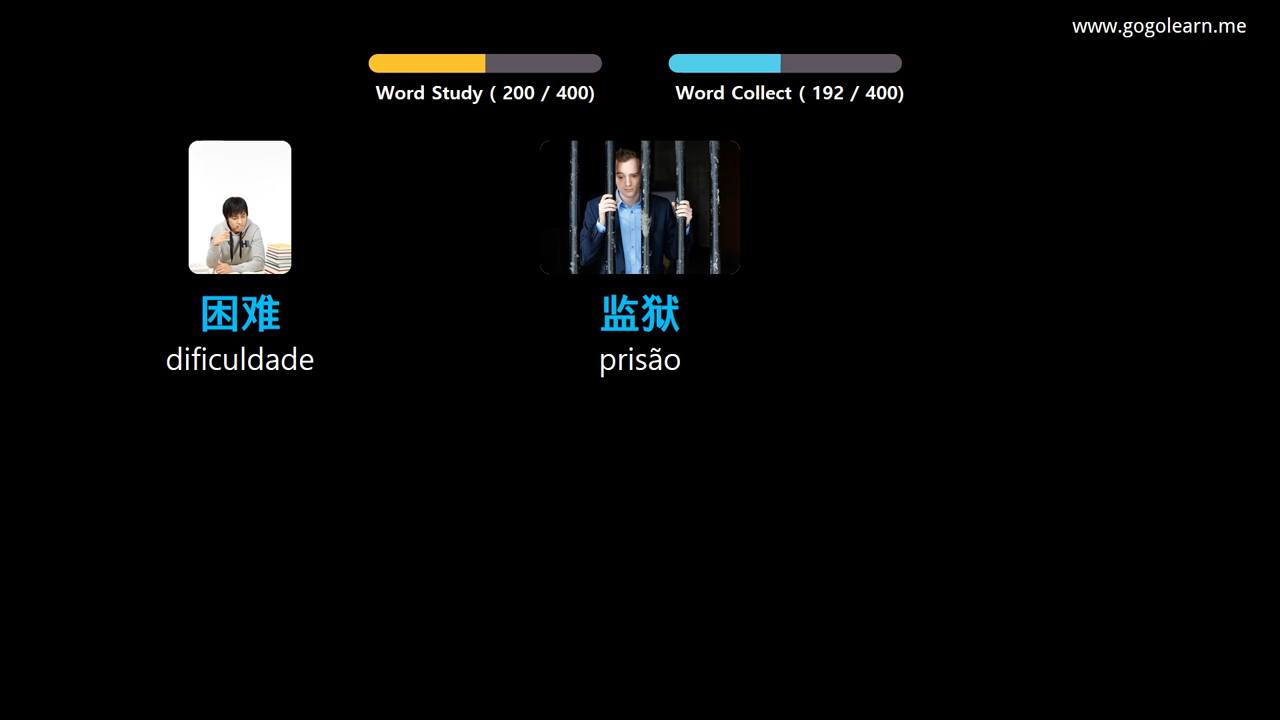 www.gogolearn.me
Word Study ( 200 / 400)
Word Collect ( 192 / 400)
困难
dificuldade
监狱
prisão